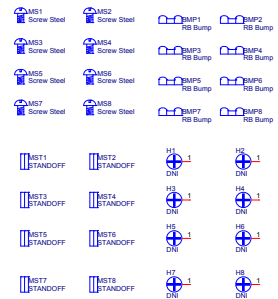 MS1 MS2 BMP1 BMP2
Screw Steel Screw Steel RB Bump RB Bump
MS3 MS4 BMP3 BMP4
Screw Steel Screw Steel RB Bump RB Bump
MS5 MS6 BMP5 BMP6
Screw Steel Screw Steel RB Bump RB Bump
MS7 MS8 BMP7 BMP8
Screw Steel Screw Steel RB Bump RB Bump
MST1 MST2 H1 1 H2 1
STANDOFF STANDOFF DNI DNI
MST3 MST4 H3 1 H4 1
STANDOFF STANDOFF DNI DNI
MST5 MST6 H5 1 H6 1
STANDOFF STANDOFF DNI DNI
MST7 MST8 H7 1 H8 1
STANDOFF STANDOFF DNI DNI